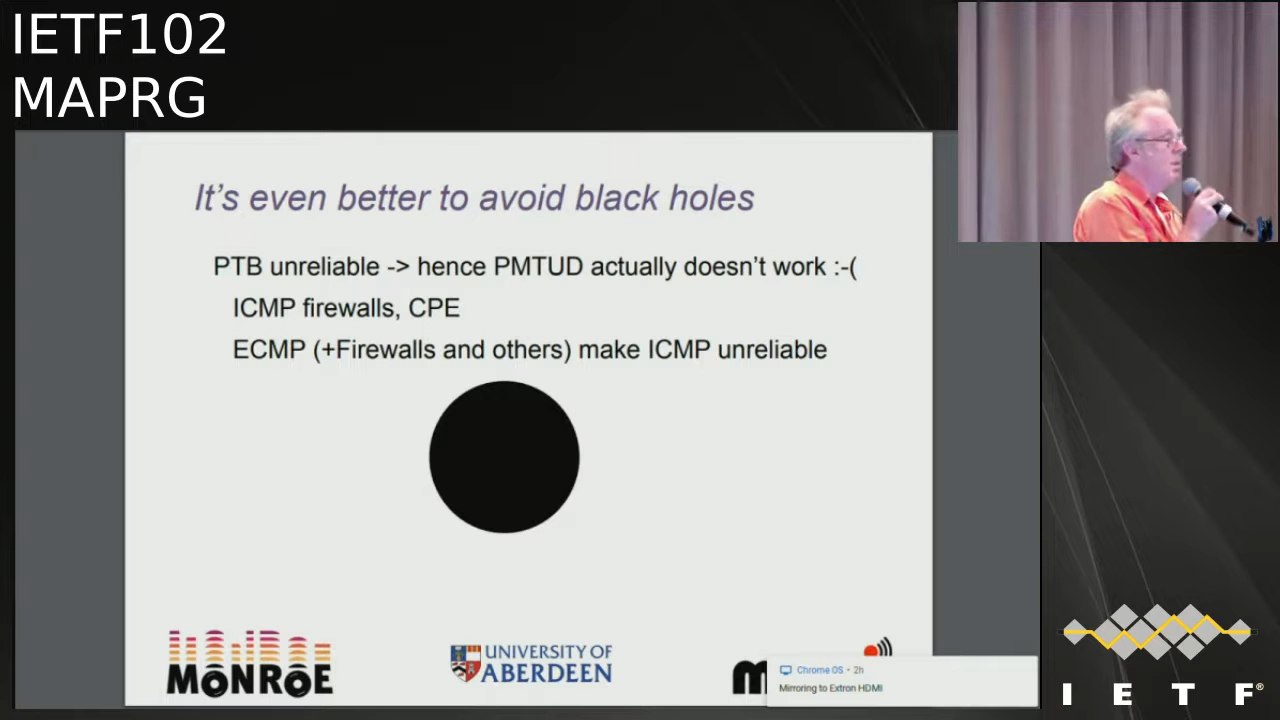 IETF102
MAPRG
It's even better to avoid black holes
PTB unreliable -> hence PMTUD actually doesn't work :-(
ICMP firewalls, CPE
ECMP (+Firewalls and others) make ICMP unreliable
MONROE
UNIVERSITY OF
ABERDEEN
m
Chrome OS • 2h
Mirroring to Extron HDMI
I E T F®